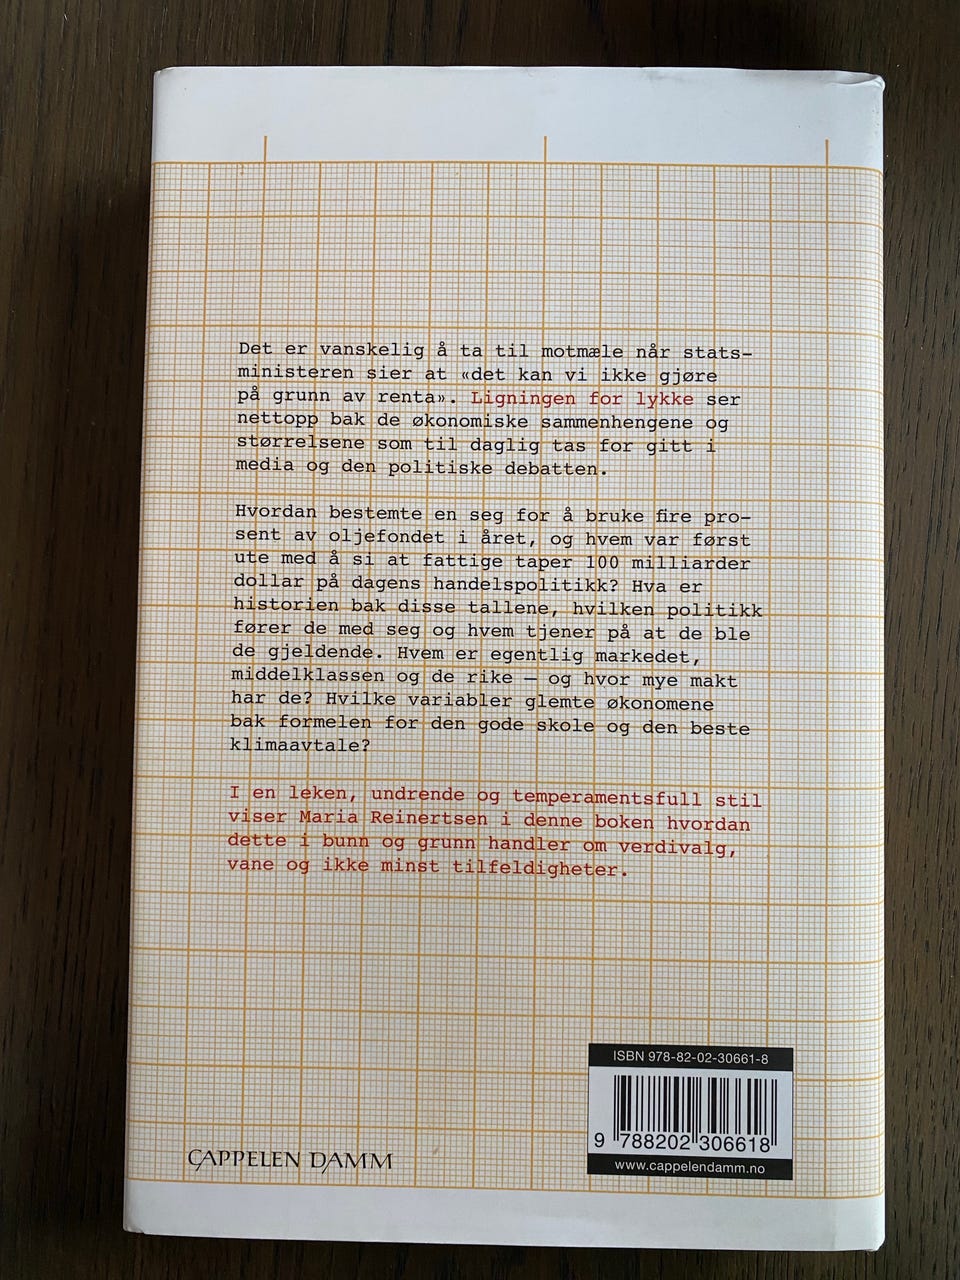 Det er vanskelig å ta til motmæle når stats-
ministeren sier at «det kan vi ikke gjøre
på grunn av renta». Ligningen for lykke ser
nettopp bak de økonomiske sammenhengene og
størrelsene som til daglig tas for gitt i
media og den politiske debatten.
Hvordan bestemte en seg for å bruke fire pro-
sent av oljefondet i året, og hvem var først
ute med å si at fattige taper 100 milliarder
dollar på dagens handelspolitikk? Hva er
historien bak disse tallene, hvilken politikk
fører de med seg og hvem tjener på at de ble
de gjeldende. Hvem er egentlig markedet,
middelklassen og de rike – og hvor mye makt
har de? Hvilke variabler glemte økonomene
bak formelen for den gode skole og den beste
klimaavtale?
I en leken, undrende og temperamentsfull stil
viser Maria Reinertsen i denne boken hvordan
dette i bunn og grunn handler om verdivalg,
vane og ikke minst tilfeldigheter.
ISBN 978-82-02-30661-8
9 788202 306618
www.cappelendamm.no
CAPPELEN DAMM